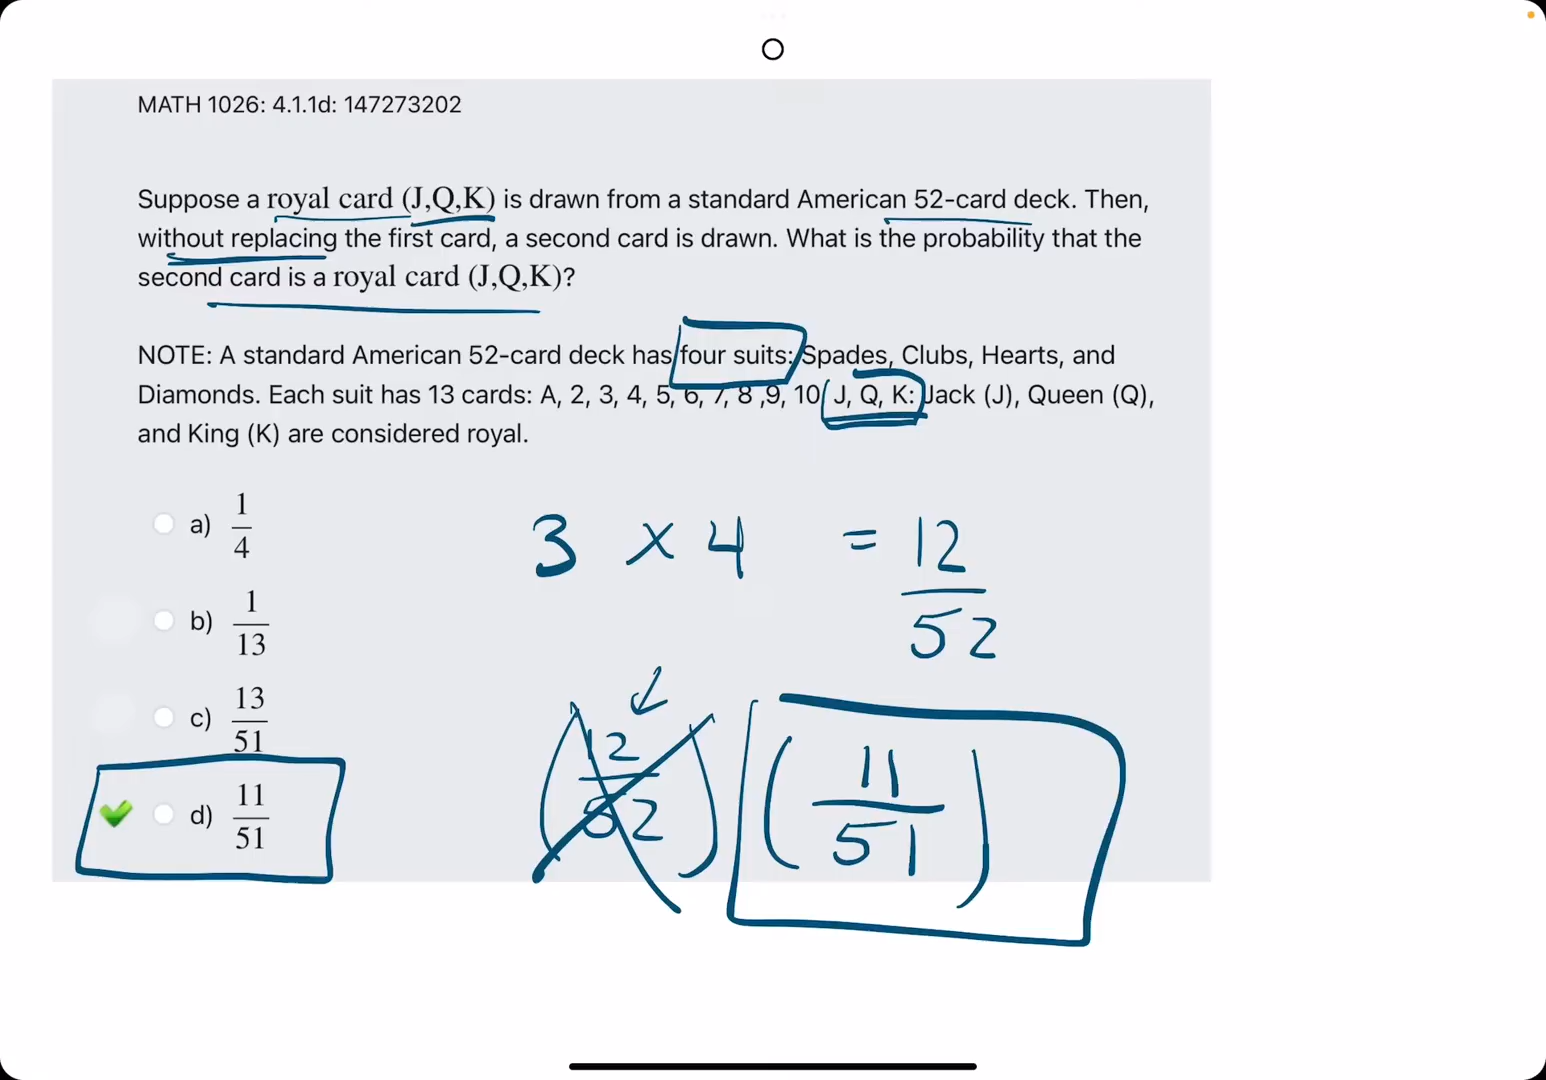 MATH 1026: 4.1.1d: 147273202
Suppose a royal card (J,Q,K) is drawn from a standard American 52-card deck. Then,
without replacing the first card, a second card is drawn. What is the probability that the
second card is a royal card (J,Q,K)?
NOTE: A standard American 52-card deck has four suits: Spades, Clubs, Hearts, and
Diamonds. Each suit has 13 cards: A, 2, 3, 4, 5, 6, 7, 8 ,9, 10 J, Q, K: Jack (J), Queen (Q),
and King (K) are considered royal.
a) 1/4
b) 1/13
c) 13/51
d) 11/51
3 × 4 = 12/52
(12/52) (11/51)